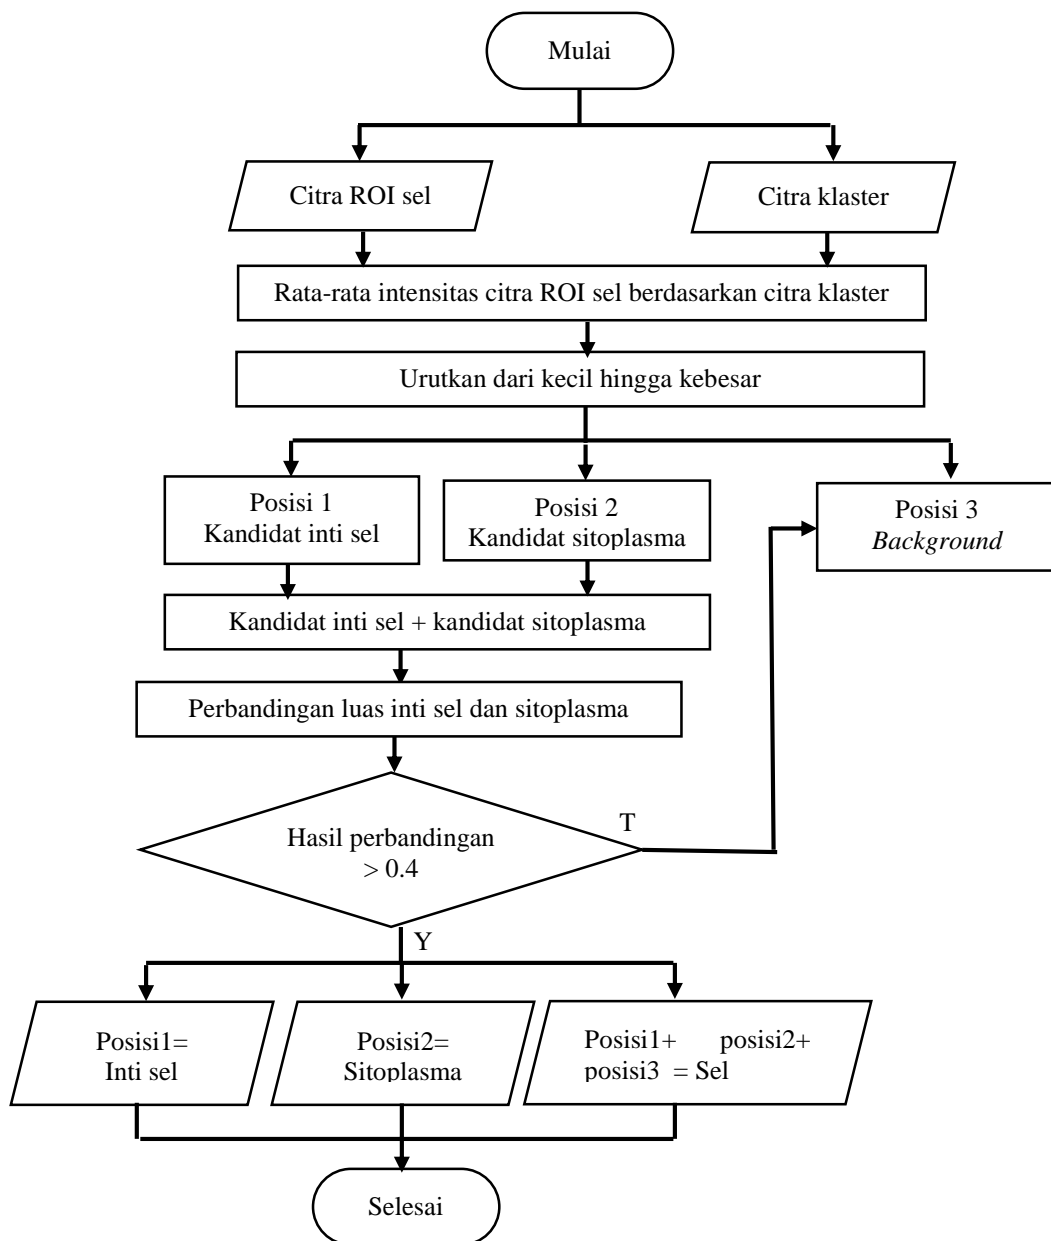 Mulai
Citra ROI sel
Citra klaster
Rata-rata intensitas citra ROI sel berdasarkan citra klaster
Urutkan dari kecil hingga kebesar
Posisi 1
Kandidat inti sel
Posisi 2
Kandidat sitoplasma
Posisi 3
Background
Kandidat inti sel + kandidat sitoplasma
Perbandingan luas inti sel dan sitoplasma
Hasil perbandingan
> 0.4
T
Y
Posisi1=
Inti sel
Posisi2=
Sitoplasma
Posisi1+ posisi2+
posisi3 = Sel
Selesai